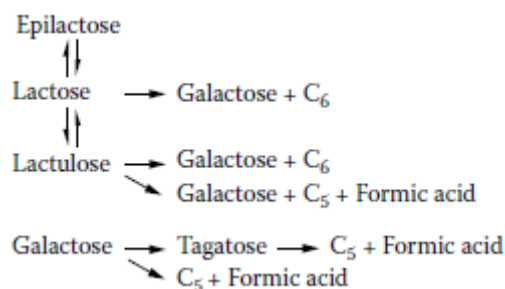 Epilactose
Lactose → Galactose + C₆
Lactulose → Galactose + C₆
Galactose + C₅ + Formic acid
Galactose → Tagatose → C₅ + Formic acid
C₅ + Formic acid